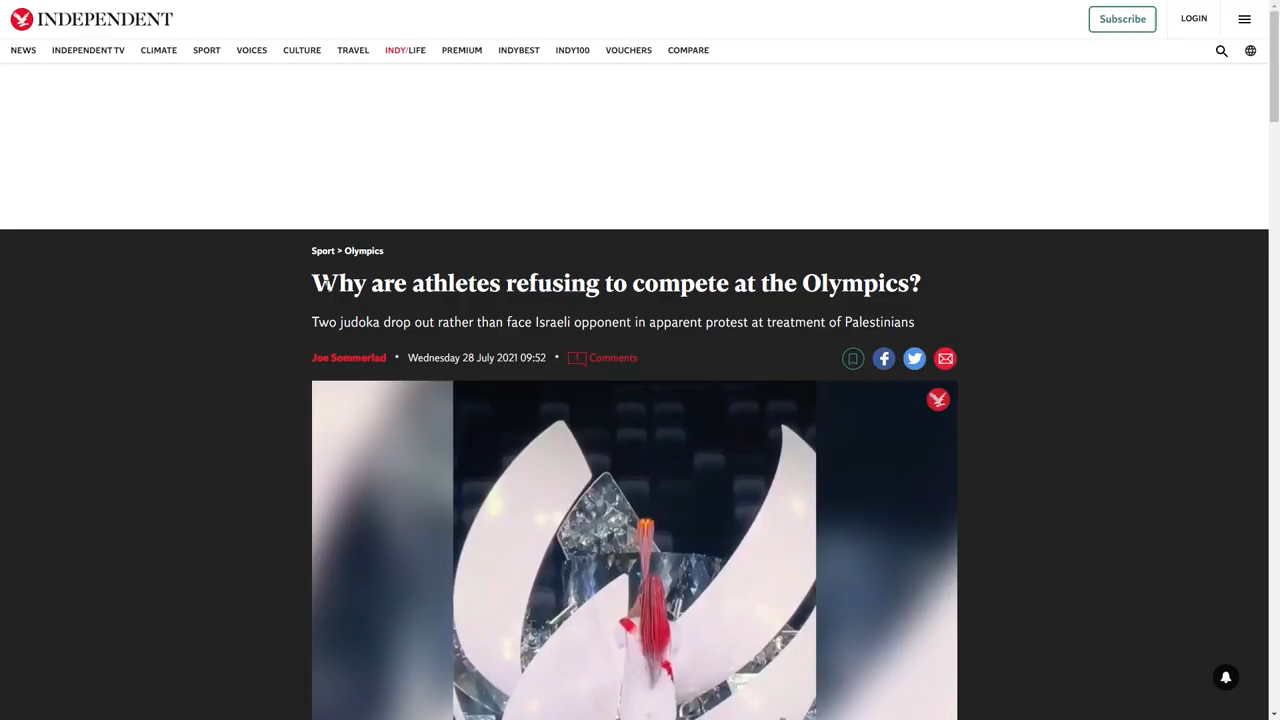 INDEPENDENT
Subscribe
LOGIN
NEWS INDEPENDENT TV CLIMATE SPORT VOICES CULTURE TRAVEL INDY/LIFE PREMIUM INDYBEST INDY100 VOUCHERS COMPARE
Sport > Olympics
Why are athletes refusing to compete at the Olympics?
Two judoka drop out rather than face Israeli opponent in apparent protest at treatment of Palestinians
Joe Sommerlad • Wednesday 28 July 2021 09:52 • 1 Comments